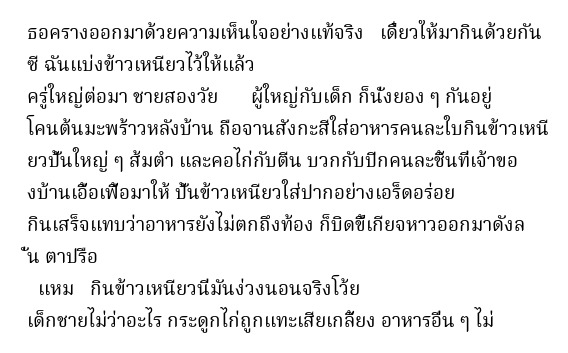 ธอครางออกมาด้วยความเห็นใจอย่างแท้จริง   เดี๋ยวให้มากินด้วยกัน
ซี ฉันแบ่งข้าวเหนียวไว้ให้แล้ว
ครู่ใหญ่ต่อมา ชายสองวัย      ผู้ใหญ่กับเด็ก ก็นั่งยอง ๆ กันอยู่
โคนต้นมะพร้าวหลังบ้าน ถือจานสังกะสีใส่อาหารคนละใบกินข้าวเหนี
ยวปั้นใหญ่ ๆ ส้มตำ และคอไก่กับตีน บวกกับปีกคนละชิ้นที่เจ้าขอ
งบ้านเอื้อเฟื้อมาให้ ปั้นข้าวเหนียวใส่ปากอย่างเอร็ดอร่อย
กินเสร็จแทบว่าอาหารยังไม่ตกถึงท้อง ก็บิดขี้เกียจหาวออกมาดังล
ั่น ตาปรือ
แหม   กินข้าวเหนียวนี่มันง่วงนอนจริงโว้ย
เด็กชายไม่ว่าอะไร กระดูกไก่ถูกแทะเสียเกลี้ยง อาหารอื่น ๆ ไม่